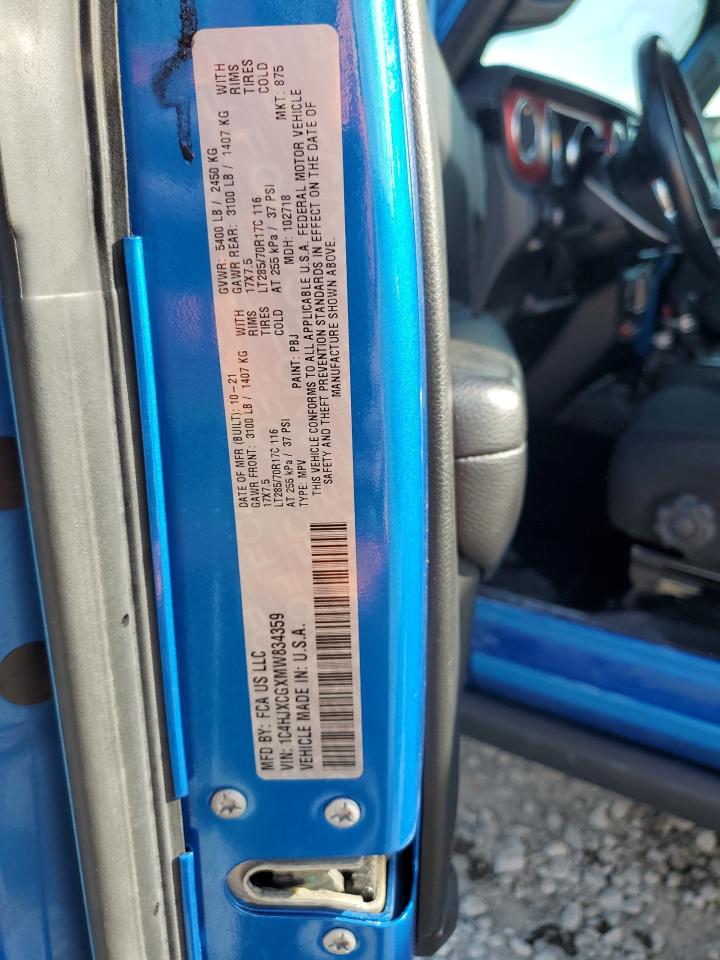 MFD BY: FCA US LLC
VIN: 1C4HJXCGXMW834359
VEHICLE MADE IN: U.S.A.
DATE OF MFR (BUILT): 10-21
GAWR FRONT: 3100 LB / 1407 KG WITH
17X7.5 RIMS
LT285/70R17C 116 TIRES
AT 255 kPa / 37 PSI COLD
TYPE: MPV
GVWR: 5400 LB / 2450 KG
GAWR REAR: 3100 LB / 1407 KG WITH
17X7.5 RIMS
LT285/70R17C 116 TIRES
AT 255 kPa / 37 PSI COLD
PAINT: PBJ MDH: 102718 MKT: 875
THIS VEHICLE CONFORMS TO ALL APPLICABLE U.S.A. FEDERAL MOTOR VEHICLE
SAFETY AND THEFT PREVENTION STANDARDS IN EFFECT ON THE DATE OF
MANUFACTURE SHOWN ABOVE.